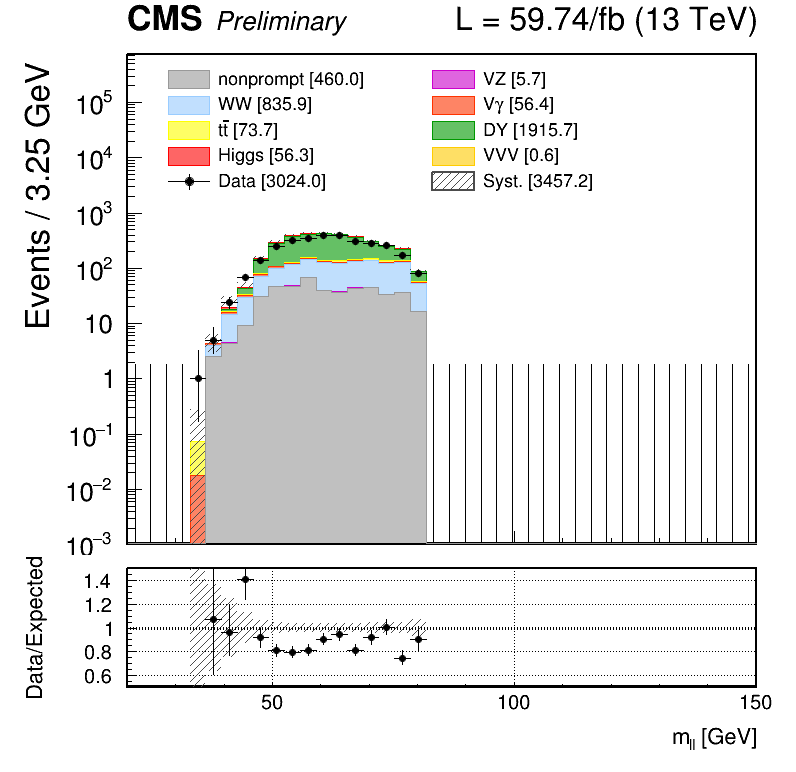 CMS Preliminary L = 59.74/fb (13 TeV)
Events / 3.25 GeV
nonprompt [460.0] VZ [5.7]
WW [835.9] Vγ [56.4]
tt̄ [73.7] DY [1915.7]
Higgs [56.3] VVV [0.6]
Data [3024.0] Syst. [3457.2]
10⁵
10⁴
10³
10²
10
1
10⁻¹
10⁻²
10⁻³
Data/Expected
1.4
1.2
1
0.8
0.6
50 100 150
mₗₗ [GeV]